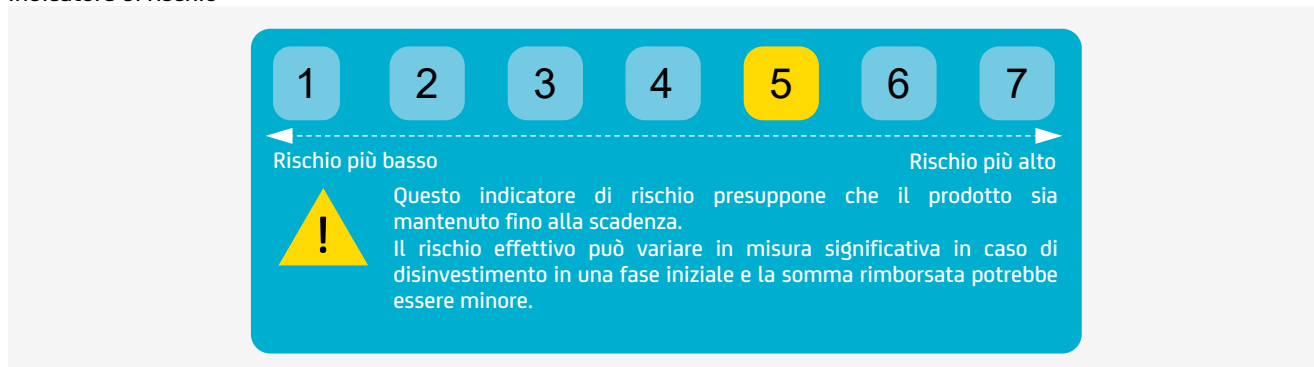 1 2 3 4 5 6 7
Rischio più basso Rischio più alto
!
Questo indicatore di rischio presuppone che il prodotto sia
mantenuto fino alla scadenza.
Il rischio effettivo può variare in misura significativa in caso di
disinvestimento in una fase iniziale e la somma rimborsata potrebbe
essere minore.